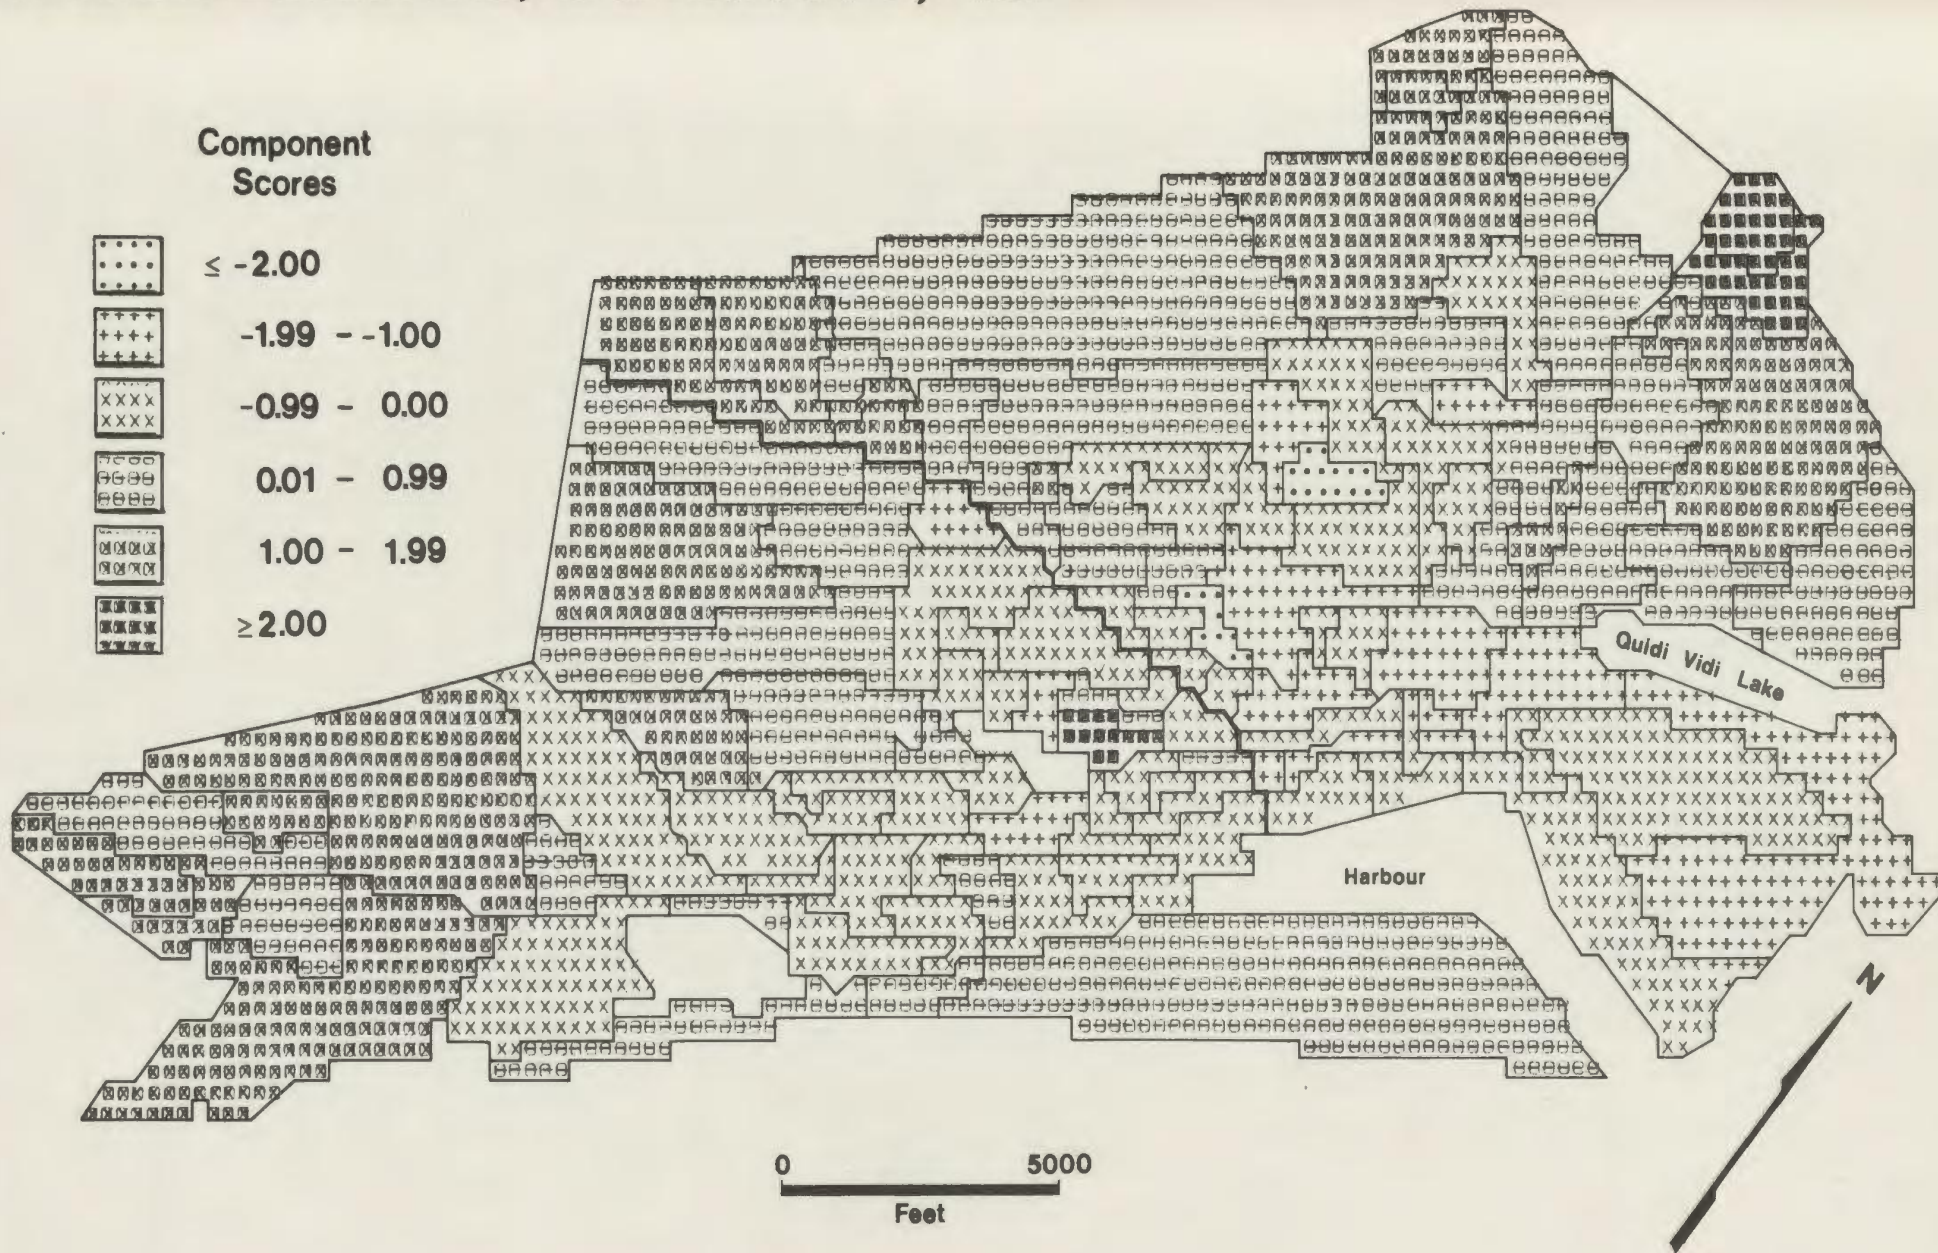 Component
Scores
≤ -2.00
-1.99 - -1.00
-0.99 - 0.00
0.01 - 0.99
1.00 - 1.99
≥ 2.00
Quidi Vidi Lake
Harbour
N
0 5000
Feet